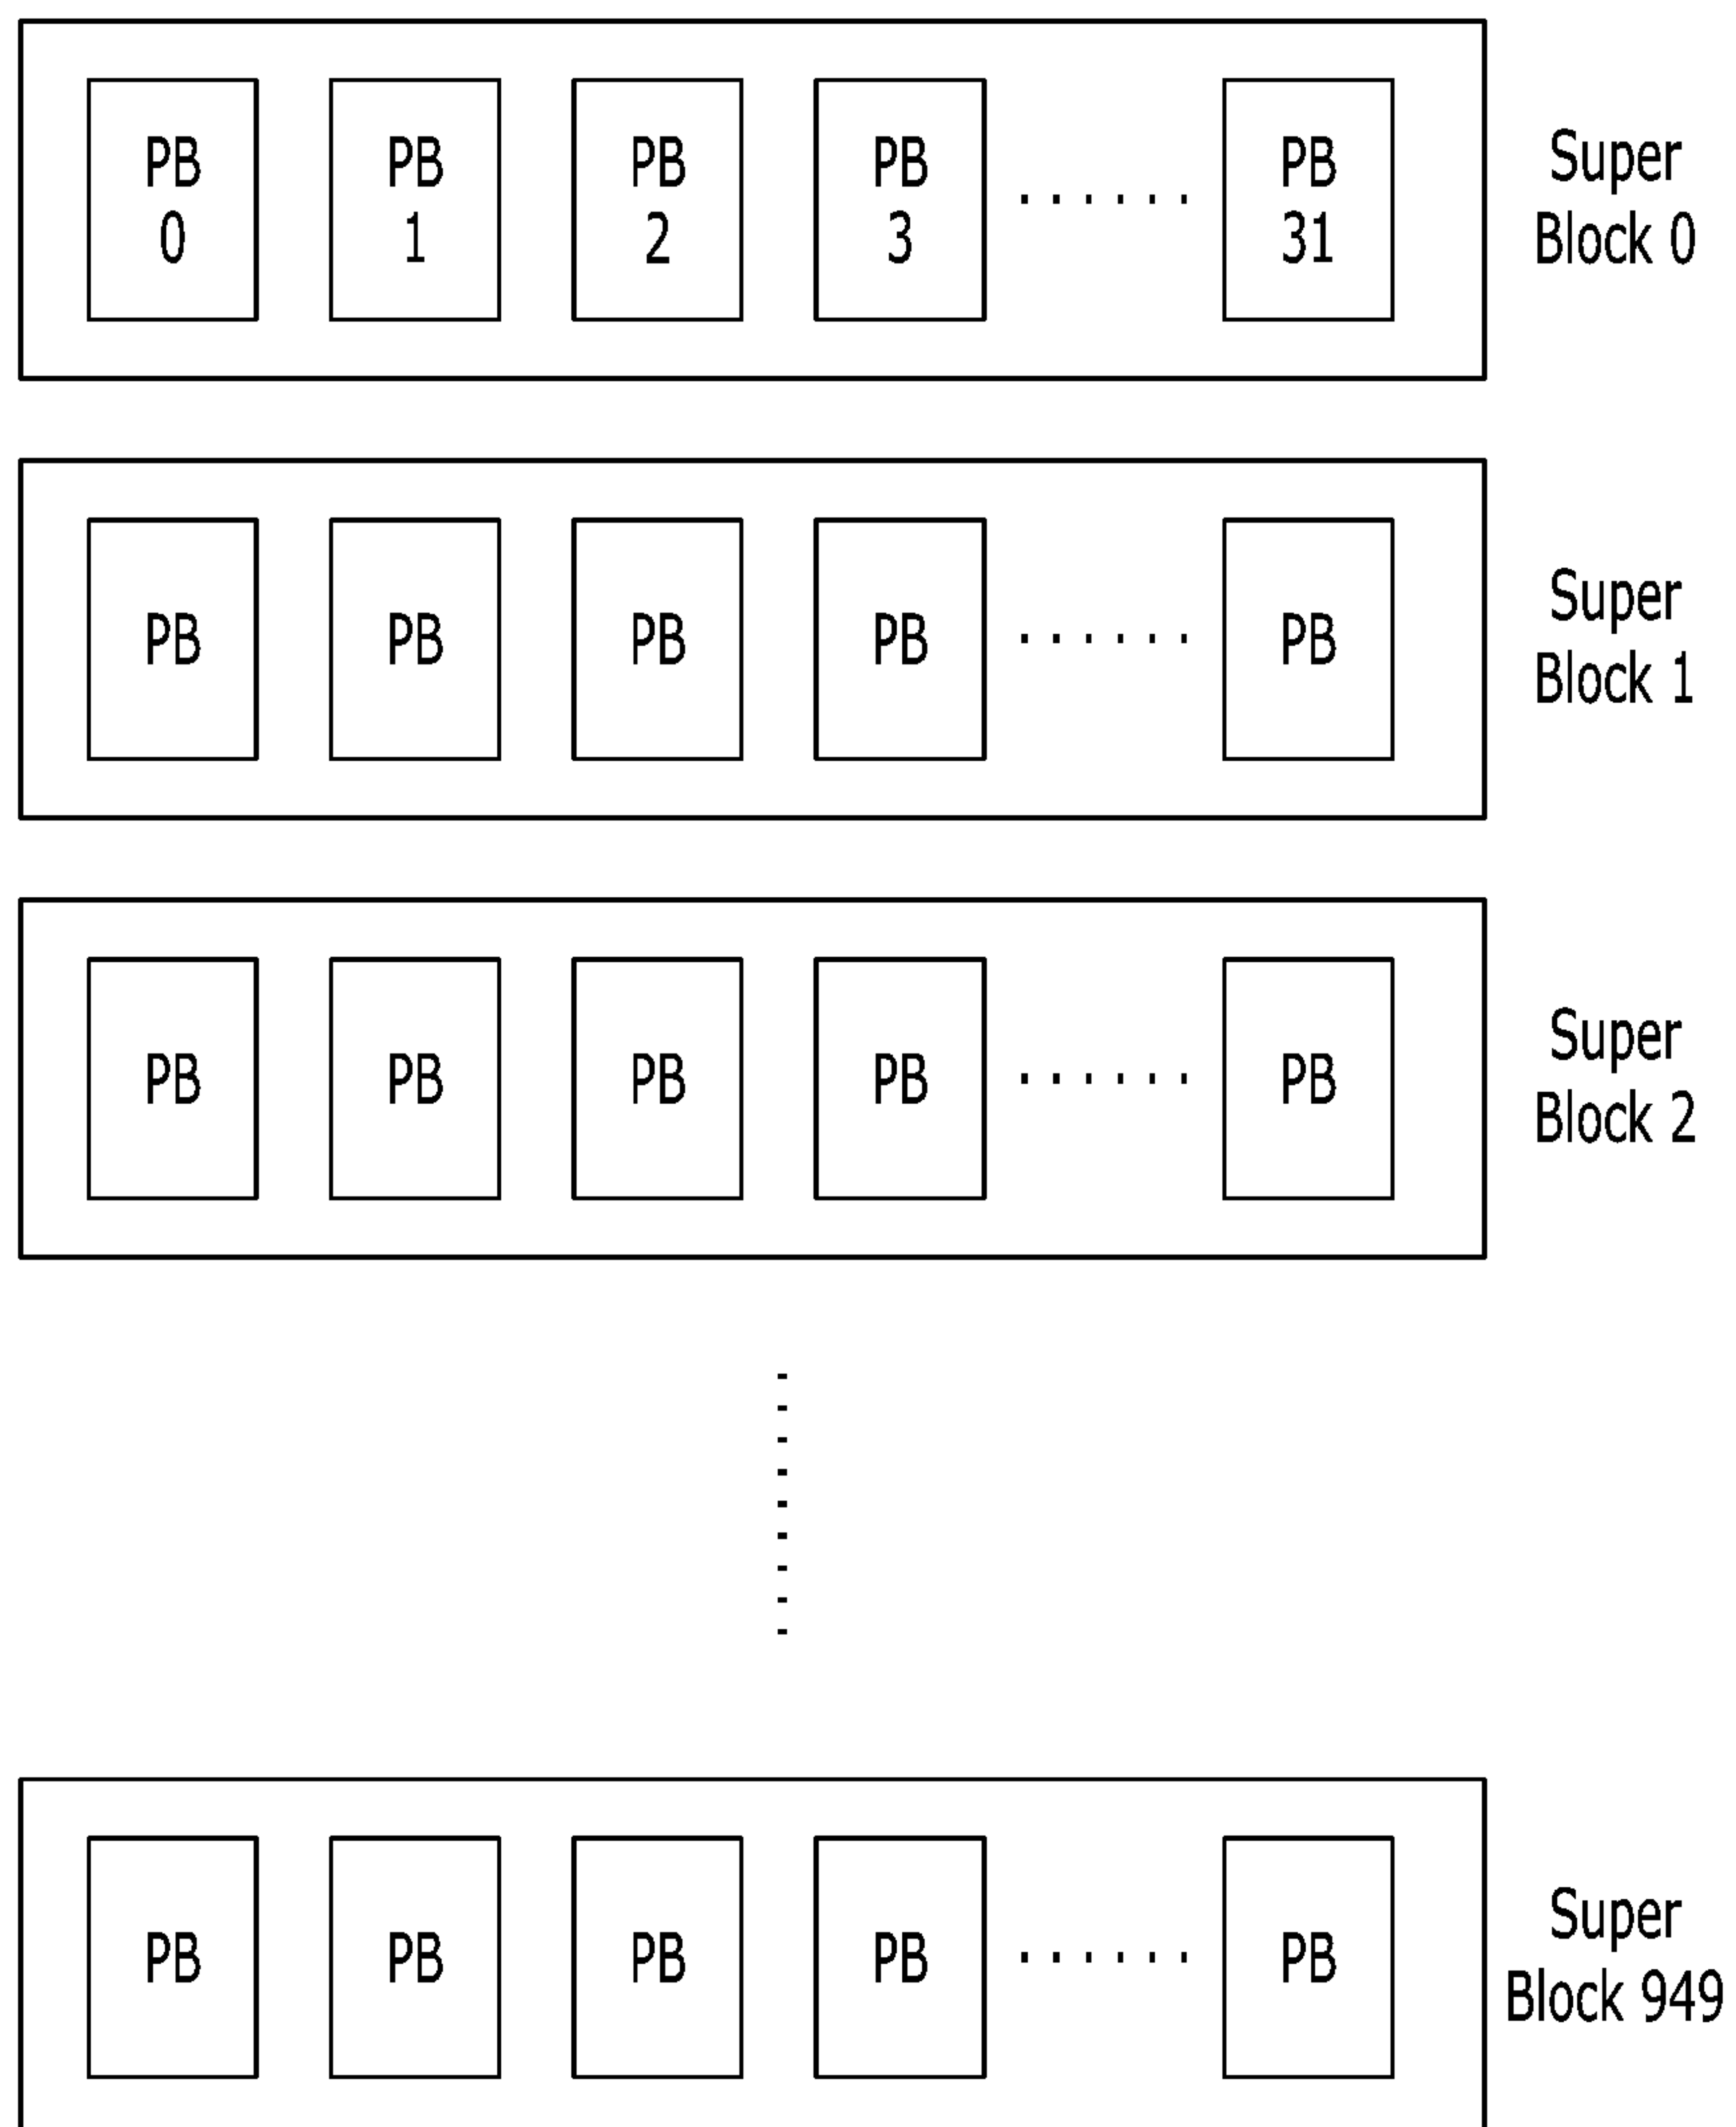 PB
0
PB
1
PB
2
PB
3
......
PB
31
Super
Block 0
PB
PB
PB
PB
......
PB
Super
Block 1
PB
PB
PB
PB
......
PB
Super
Block 2
PB
PB
PB
PB
......
PB
Super
Block 949